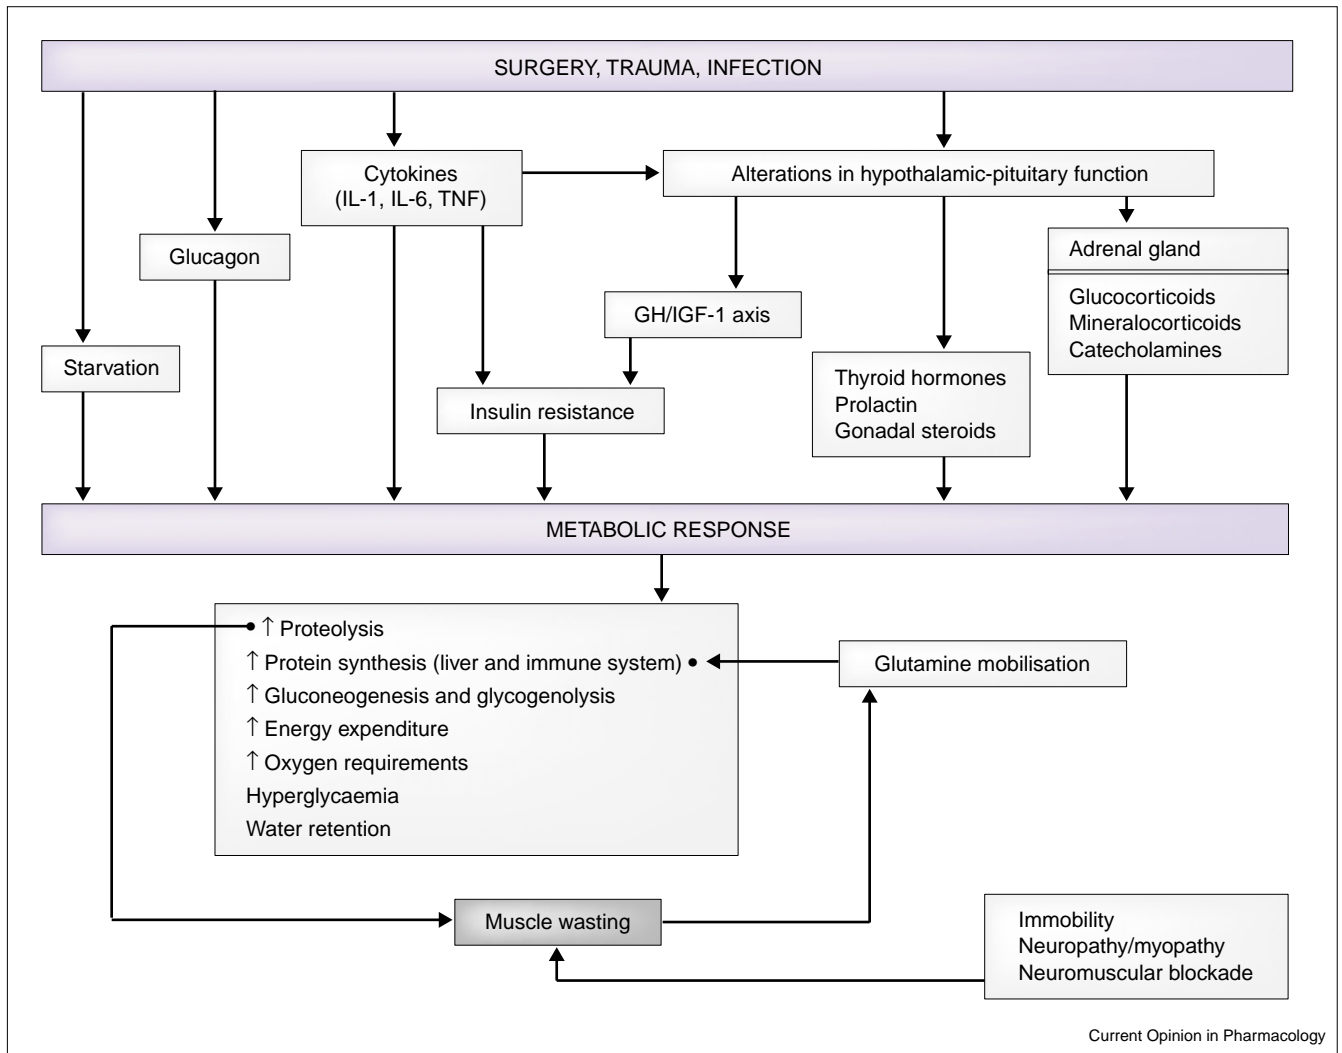 SURGERY, TRAUMA, INFECTION
Cytokines
(IL-1, IL-6, TNF)
Alterations in hypothalamic-pituitary function
Glucagon
Adrenal gland
Glucocorticoids
Mineralocorticoids
Catecholamines
GH/IGF-1 axis
Starvation
Thyroid hormones
Prolactin
Gonadal steroids
Insulin resistance
METABOLIC RESPONSE
↑ Proteolysis
↑ Protein synthesis (liver and immune system)
↑ Gluconeogenesis and glycogenolysis
↑ Energy expenditure
↑ Oxygen requirements
Hyperglycaemia
Water retention
Glutamine mobilisation
Muscle wasting
Immobility
Neuropathy/myopathy
Neuromuscular blockade
Current Opinion in Pharmacology